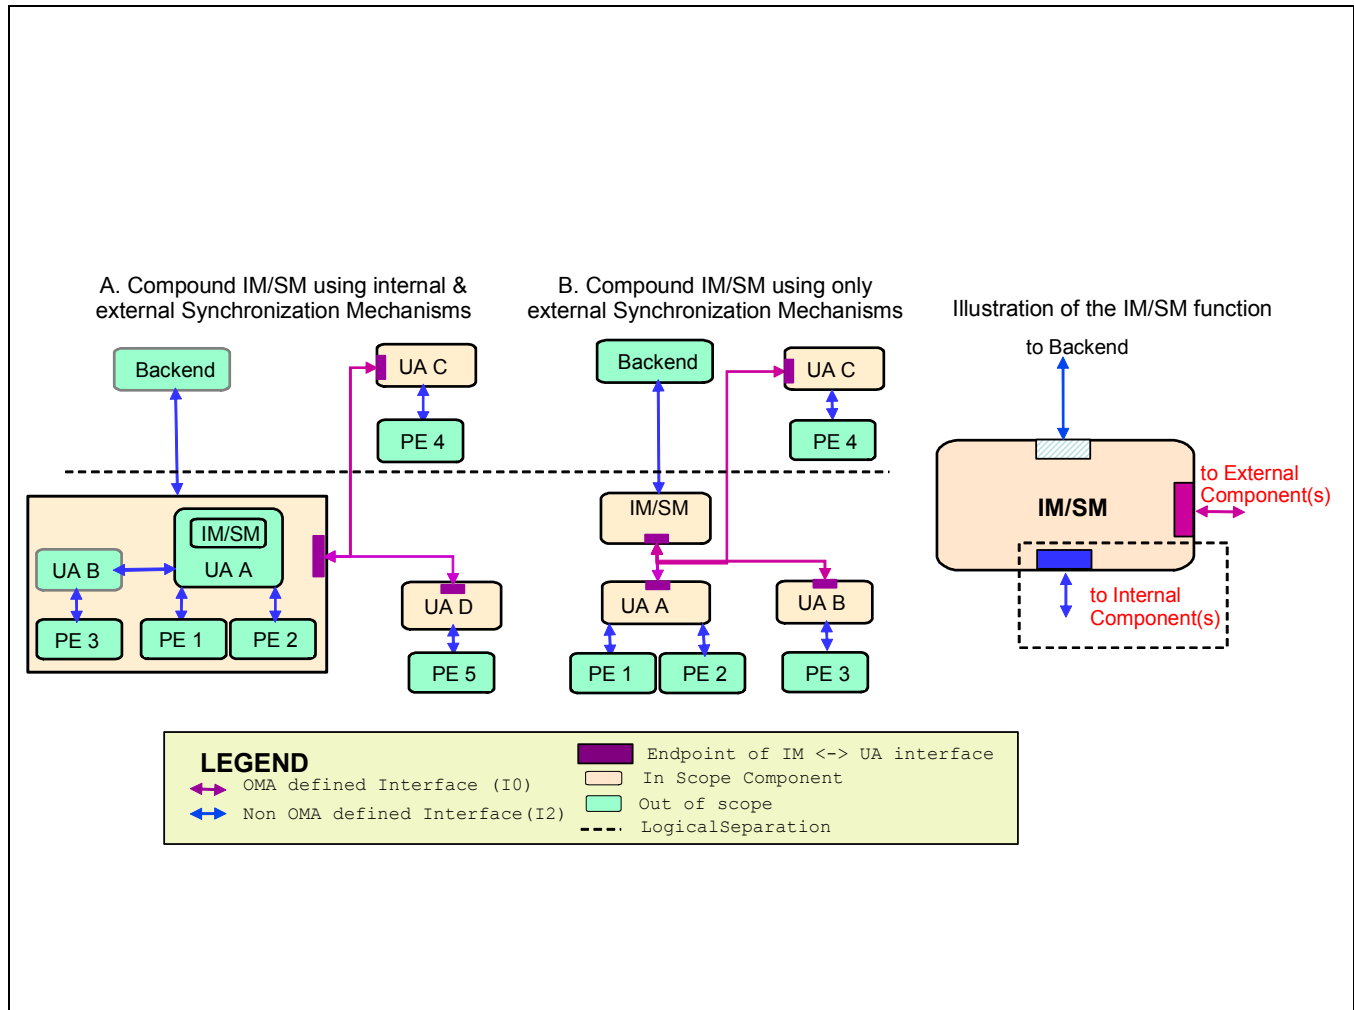 A. Compound IM/SM using internal &
external Synchronization Mechanisms
Backend
UA C
PE 4
IM/SM
UA A
UA B
PE 3
PE 1
PE 2
UA D
PE 5
B. Compound IM/SM using only
external Synchronization Mechanisms
Backend
UA C
PE 4
IM/SM
UA A
UA B
PE 1
PE 2
PE 3
Illustration of the IM/SM function
to Backend
IM/SM
to External
Component(s)
to Internal
Component(s)
LEGEND
OMA defined Interface (I0)
Non OMA defined Interface(I2)
Endpoint of IM <-> UA interface
In Scope Component
Out of scope
LogicalSeparation